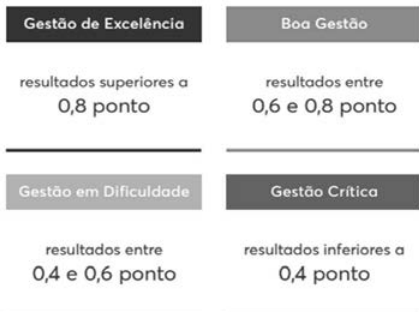 Gestão de Excelência
resultados superiores a
0,8 ponto
Boa Gestão
resultados entre
0,6 e 0,8 ponto
Gestão em Dificuldade
resultados entre
0,4 e 0,6 ponto
Gestão Crítica
resultados inferiores a
0,4 ponto